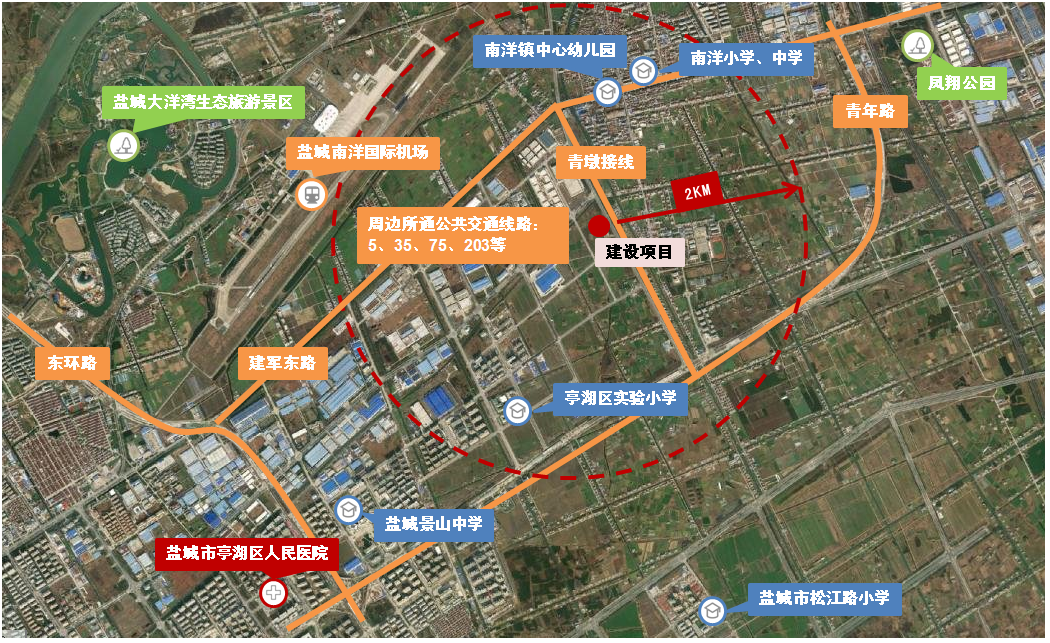 南洋镇中心幼儿园
南洋小学、中学
凤翔公园
盐城大洋湾生态旅游景区
青年路
盐城南洋国际机场
青墩接线
2KM
周边所通公共交通线路：
5、35、75、203等
建设项目
东环路
建军东路
亭湖区实验小学
盐城景山中学
盐城市亭湖区人民医院
盐城市松江路小学